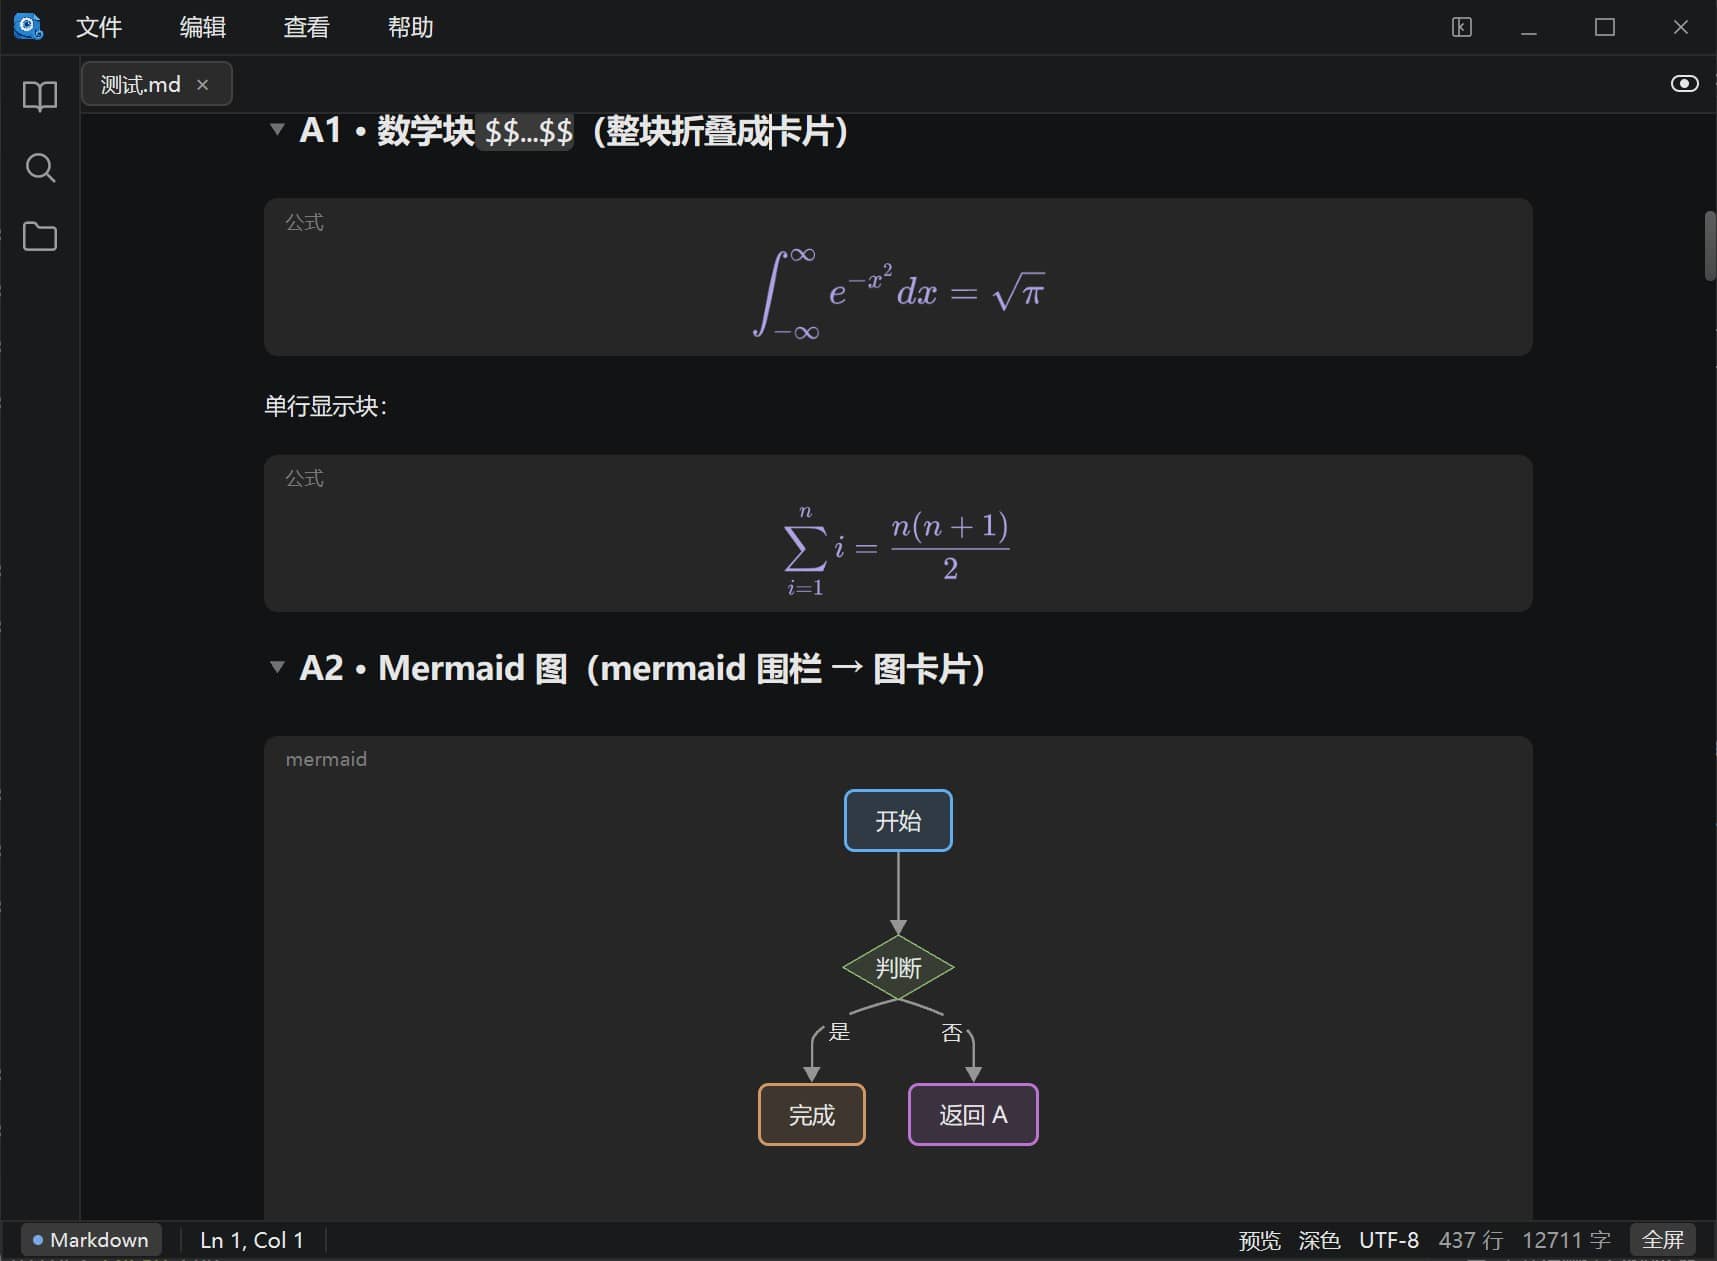 文件 编辑 查看 帮助
测试.md
A1 • 数学块 $$...$$ （整块折叠成卡片）
公式
∫_{-∞}^{∞} e^{-x^2} dx = √π
单行显示块：
公式
∑_{i=1}^{n} i = n(n + 1)/2
A2 • Mermaid 图（mermaid 围栏 → 图卡片）
mermaid
开始
判断
是 否
完成 返回 A
Markdown Ln 1, Col 1 预览 深色 UTF-8 437 行 12711 字 全屏